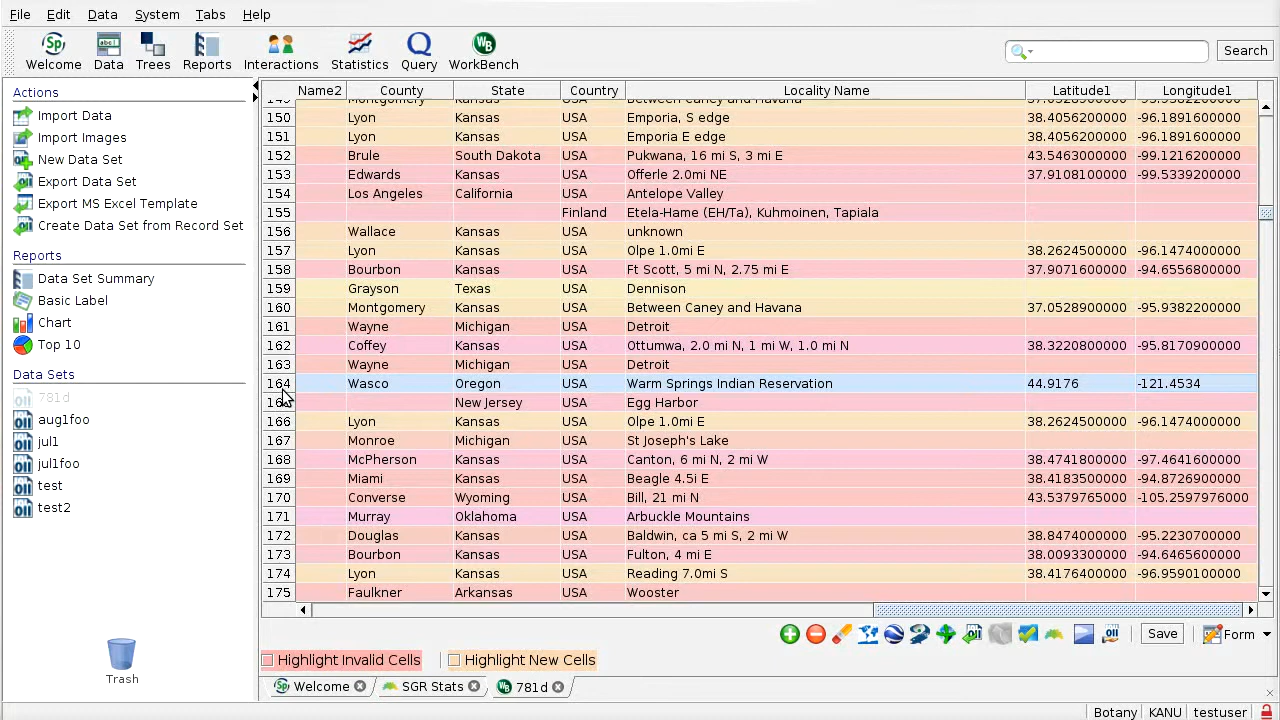 File Edit Data System Tabs Help
Welcome Data Trees Reports Interactions Statistics Query WorkBench Search
Actions
Import Data
Import Images
New Data Set
Export Data Set
Export MS Excel Template
Create Data Set from Record Set
Reports
Data Set Summary
Basic Label
Chart
Top 10
Data Sets
781d
aug1foo
jul1
jul1foo
test
test2
Trash
Name2 County State Country Locality Name Latitude1 Longitude1
149 Montgomery Kansas USA Between Caney and Havana 37.0528900000 -95.9382200000
150 Lyon Kansas USA Emporia, S edge 38.4056200000 -96.1891600000
151 Lyon Kansas USA Emporia E edge 38.4056200000 -96.1891600000
152 Brule South Dakota USA Pukwana, 16 mi S, 3 mi E 43.5463000000 -99.1216200000
153 Edwards Kansas USA Offerle 2.0mi NE 37.9108100000 -99.5339200000
154 Los Angeles California USA Antelope Valley
155 Finland Etela-Hame (EH/Ta), Kuhmoinen, Tapiala
156 Wallace Kansas USA unknown
157 Lyon Kansas USA Olpe 1.0mi E 38.2624500000 -96.1474000000
158 Bourbon Kansas USA Ft Scott, 5 mi N, 2.75 mi E 37.9071600000 -94.6556800000
159 Grayson Texas USA Dennison
160 Montgomery Kansas USA Between Caney and Havana 37.0528900000 -95.9382200000
161 Wayne Michigan USA Detroit
162 Coffey Kansas USA Ottumwa, 2.0 mi N, 1 mi W, 1.0 mi N 38.3220800000 -95.8170900000
163 Wayne Michigan USA Detroit
164 Wasco Oregon USA Warm Springs Indian Reservation 44.9176 -121.4534
New Jersey USA Egg Harbor
166 Lyon Kansas USA Olpe 1.0mi E 38.2624500000 -96.1474000000
167 Monroe Michigan USA St Joseph's Lake
168 McPherson Kansas USA Canton, 6 mi N, 2 mi W 38.4741800000 -97.4641600000
169 Miami Kansas USA Beagle 4.5i E 38.4183500000 -94.8726900000
170 Converse Wyoming USA Bill, 21 mi N 43.5379765000 -105.2597976000
171 Murray Oklahoma USA Arbuckle Mountains
172 Douglas Kansas USA Baldwin, ca 5 mi S, 2 mi W 38.8474000000 -95.2230700000
173 Bourbon Kansas USA Fulton, 4 mi E 38.0093300000 -94.6465600000
174 Lyon Kansas USA Reading 7.0mi S 38.4176400000 -96.9590100000
175 Faulkner Arkansas USA Wooster
Save Form
Highlight Invalid Cells Highlight New Cells
Welcome SGR Stats 781d
Botany KANU testuser